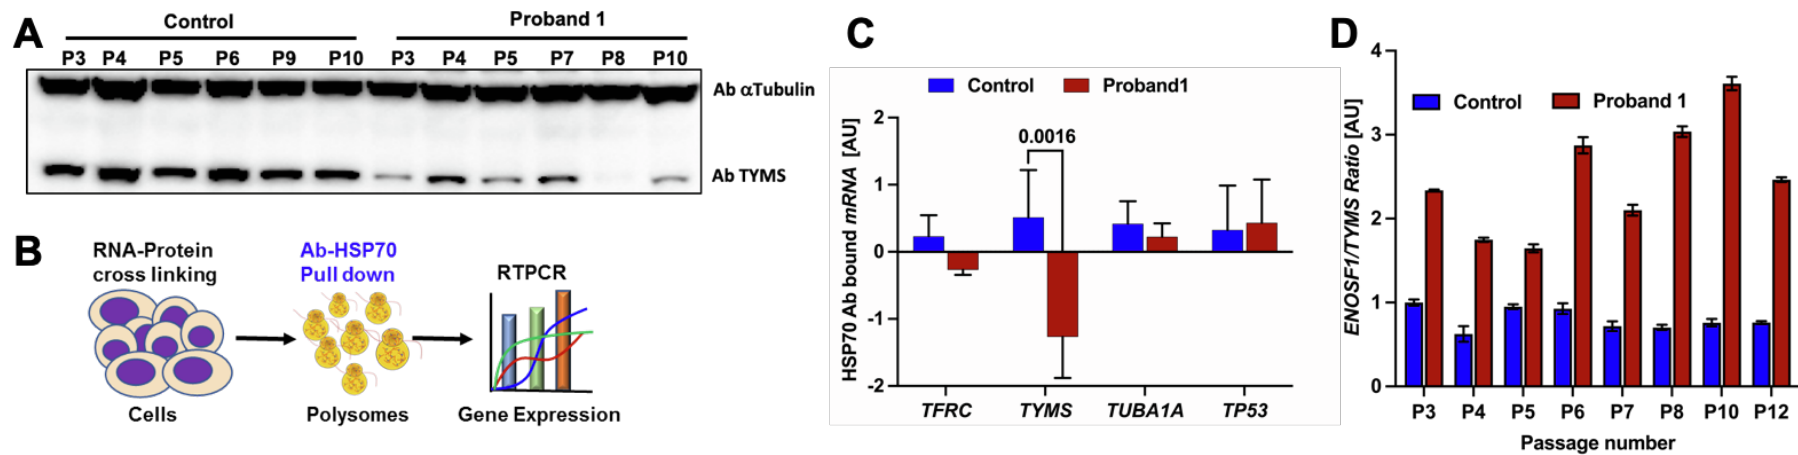 A
Control
Proband 1
P3 P4 P5 P6 P9 P10 P3 P4 P5 P7 P8 P10
Ab αTubulin
Ab TYMS
B
RNA-Protein
cross linking
Ab-HSP70
Pull down
RTPCR
Cells
Polysomes
Gene Expression
C
Control
Proband1
HSP70 Ab bound mRNA [AU]
2
1
0
-1
-2
0.0016
TFRC TYMS TUBA1A TP53
D
Control
Proband 1
ENOSF1/TYMS Ratio [AU]
4
3
2
1
0
P3 P4 P5 P6 P7 P8 P10 P12
Passage number